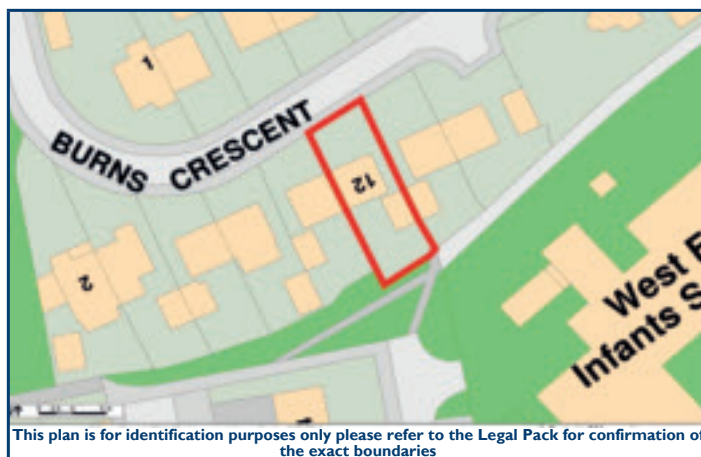 1
BURNS CRESCENT
12
2
West E
Infants S
This plan is for identification purposes only please refer to the Legal Pack for confirmation of
the exact boundaries